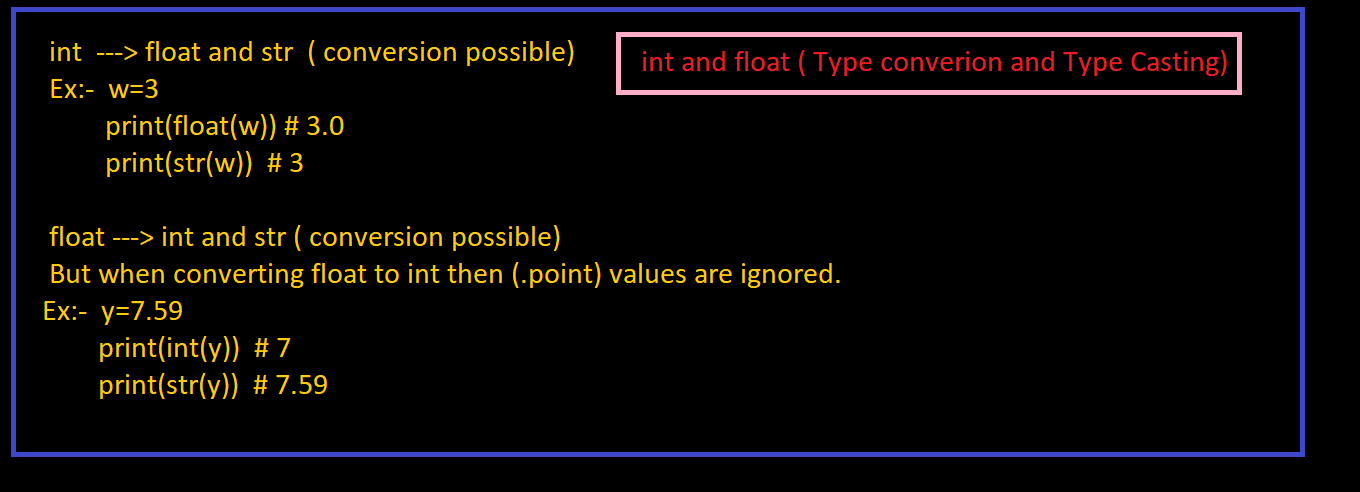 int ---> float and str ( conversion possible)
int and float ( Type converion and Type Casting)
Ex:- w=3
print(float(w)) # 3.0
print(str(w)) # 3
float ---> int and str ( conversion possible)
But when converting float to int then (.point) values are ignored.
Ex:- y=7.59
print(int(y)) # 7
print(str(y)) # 7.59